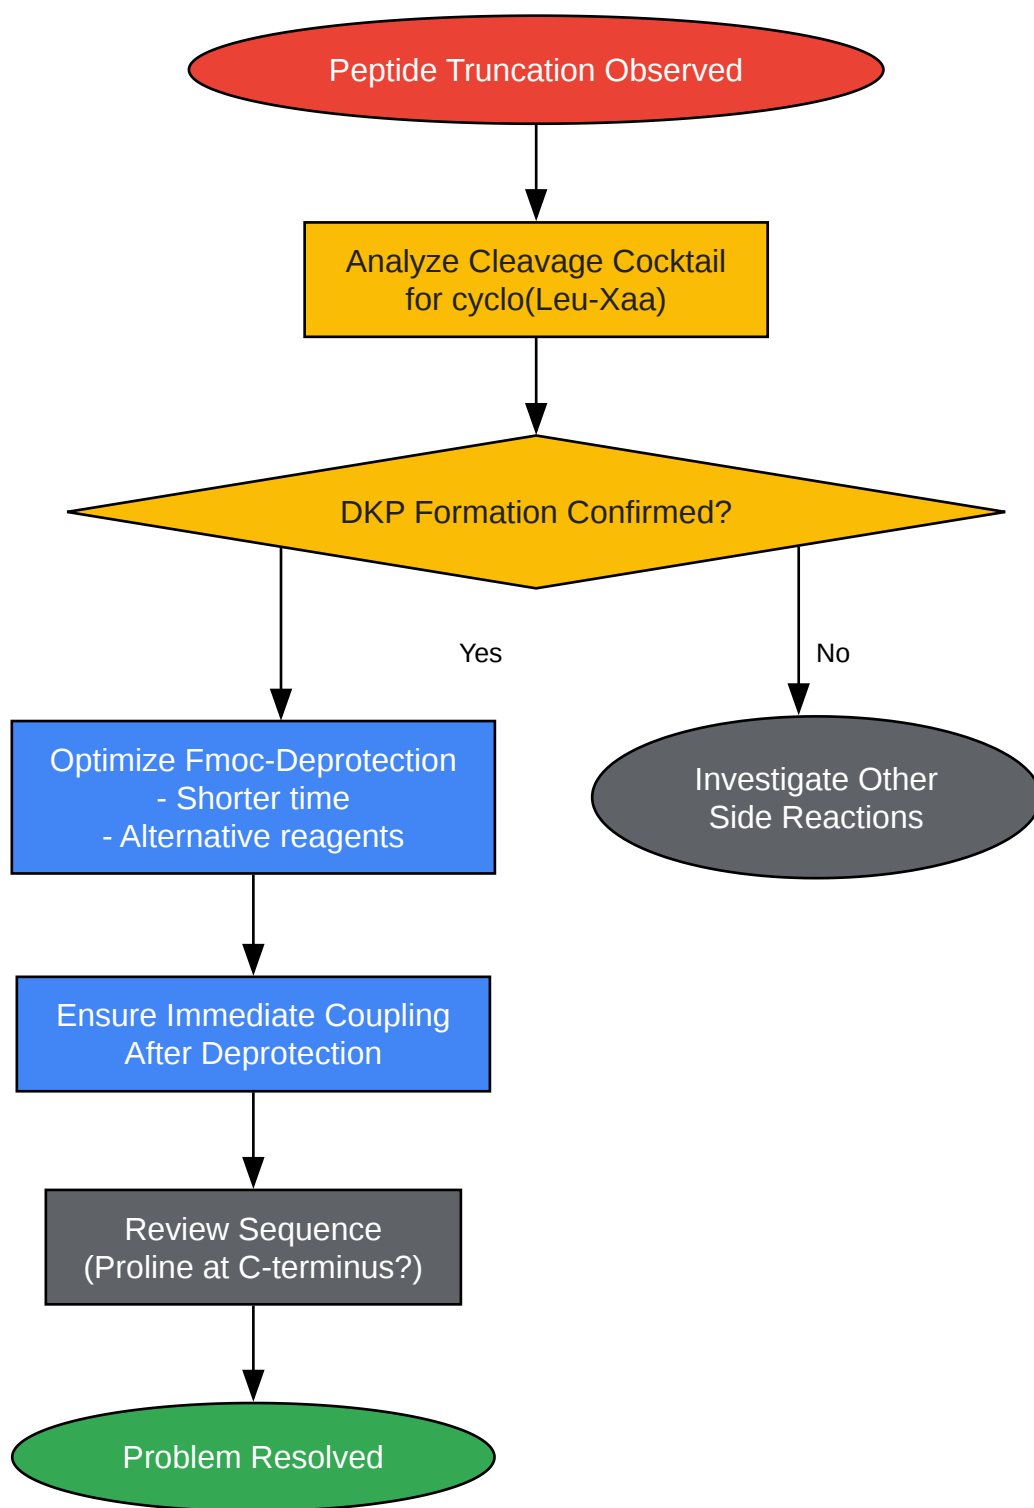 Peptide Truncation Observed
Analyze Cleavage Cocktail
for cyclo(Leu-Xaa)
DKP Formation Confirmed?
Yes
No
Optimize Fmoc-Deprotection
- Shorter time
- Alternative reagents
Investigate Other
Side Reactions
Ensure Immediate Coupling
After Deprotection
Review Sequence
(Proline at C-terminus?)
Problem Resolved